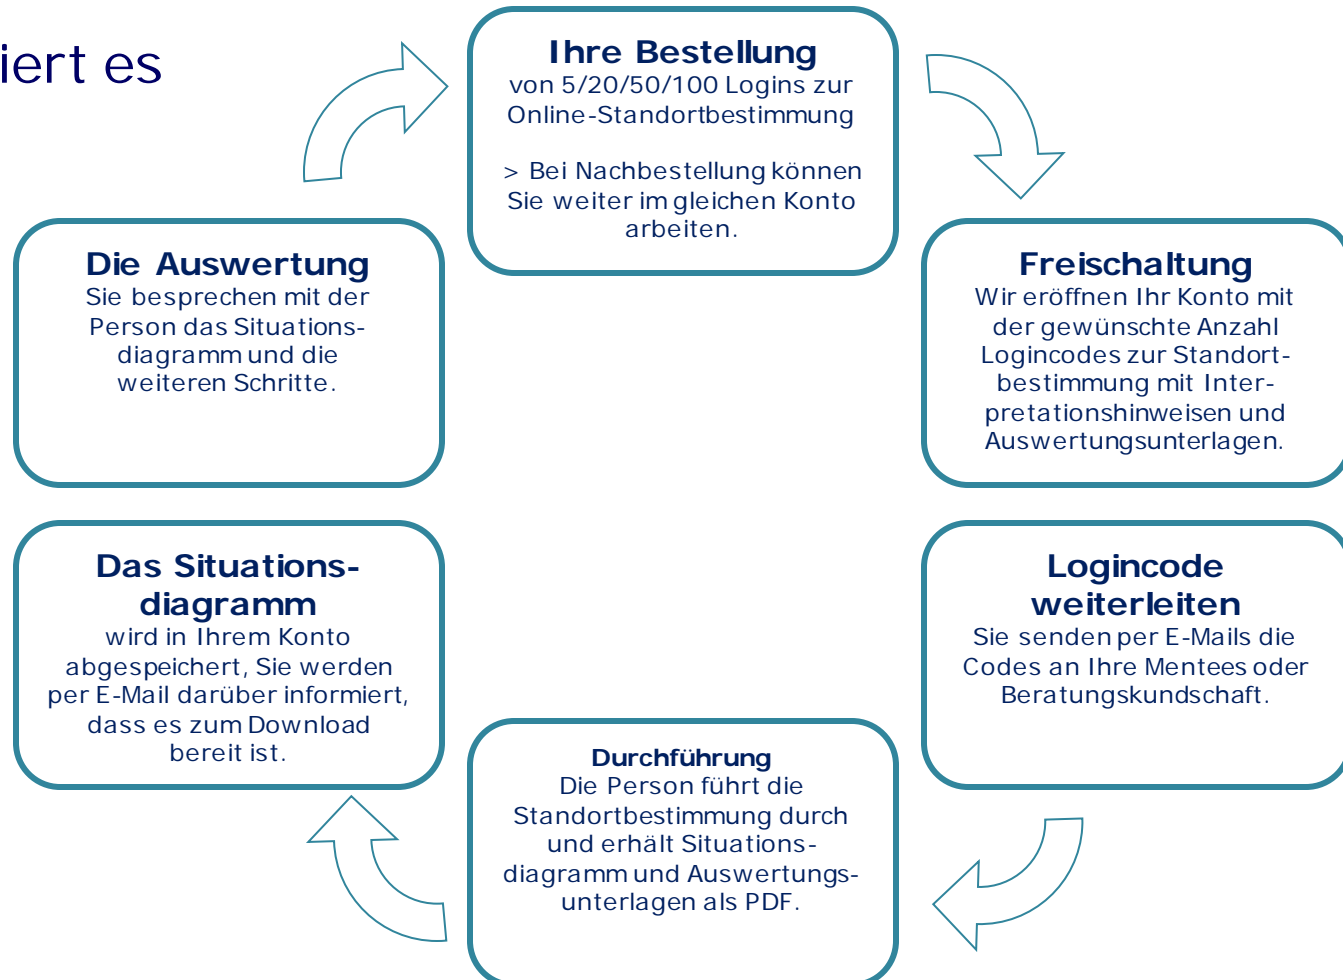 iert es
Ihre Bestellung
von 5/20/50/100 Logins zur
Online-Standortbestimmung
> Bei Nachbestellung können
Sie weiter im gleichen Konto
arbeiten.
Freischaltung
Wir eröffnen Ihr Konto mit
der gewünschte Anzahl
Logincodes zur Standort-
bestimmung mit Inter-
pretationshinweisen und
Auswertungsunterlagen.
Logincode
weiterleiten
Sie senden per E-Mails die
Codes an Ihre Mentees oder
Beratungskundschaft.
Durchführung
Die Person führt die
Standortbestimmung durch
und erhält Situations-
diagramm und Auswertungs-
unterlagen als PDF.
Das Situations-
diagramm
wird in Ihrem Konto
abgespeichert, Sie werden
per E-Mail darüber informiert,
dass es zum Download
bereit ist.
Die Auswertung
Sie besprechen mit der
Person das Situations-
diagramm und die
weiteren Schritte.